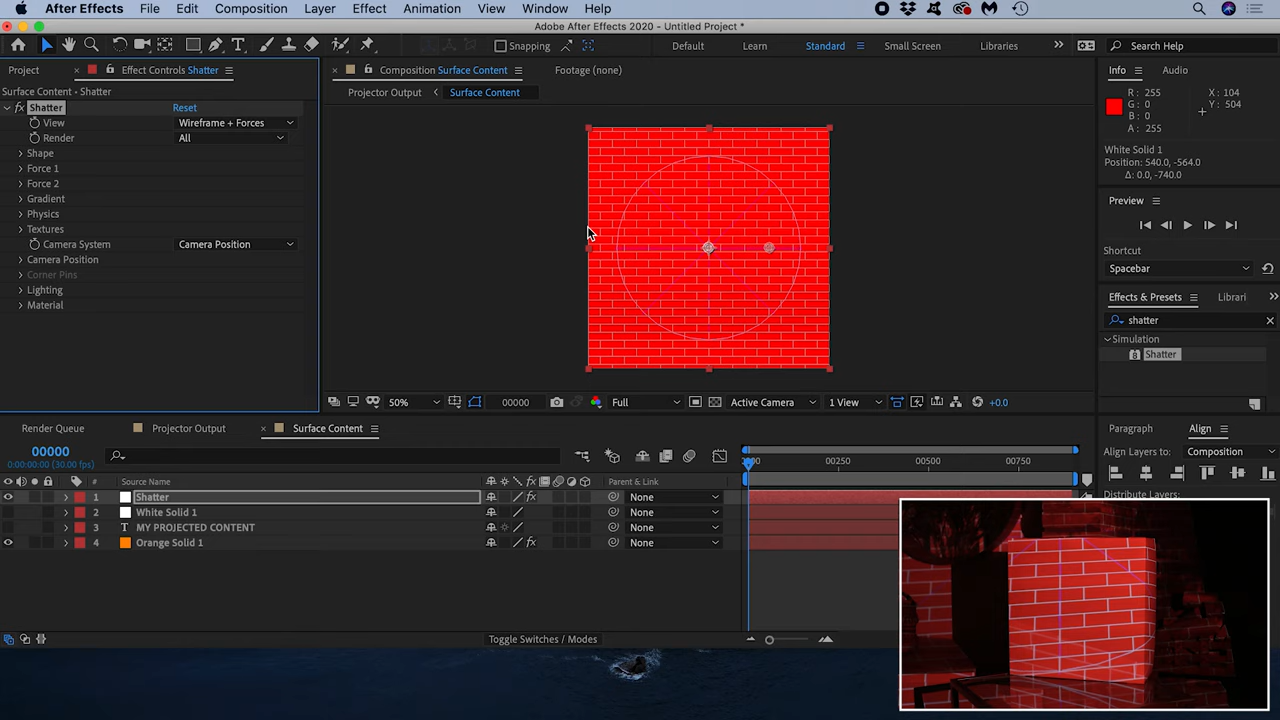 After Effects File Edit Composition Layer Effect Animation View Window Help
Adobe After Effects 2020 - Untitled Project *
Snapping Default Learn Standard Small Screen Libraries Search Help
Project Effect Controls Shatter Composition Surface Content Footage (none) Info Audio
Surface Content • Shatter Projector Output Surface Content
R: 255 X: 104
G: 0 Y: 504
B: 0
A: 255
fx Shatter Reset
View Wireframe + Forces
Render All
Shape
Force 1
Force 2
Gradient
Physics
Textures
Camera System Camera Position
Camera Position
Corner Pins
Lighting
Material
White Solid 1
Position: 540.0, -564.0
Δ: 0.0, -740.0
Preview
Shortcut
Spacebar
Effects & Presets Librari
shatter
Simulation
8 Shatter
50% 00000 Full Active Camera 1 View +0.0
Render Queue Projector Output Surface Content
Paragraph Align
Align Layers to: Composition
Distribute Layers:
00000
0:00:00:00 (30.00 fps)
000 00250 00500 00750
# Source Name fx Parent & Link
1 Shatter fx None
2 White Solid 1 None
3 T MY PROJECTED CONTENT None
4 Orange Solid 1 fx None
Toggle Switches / Modes